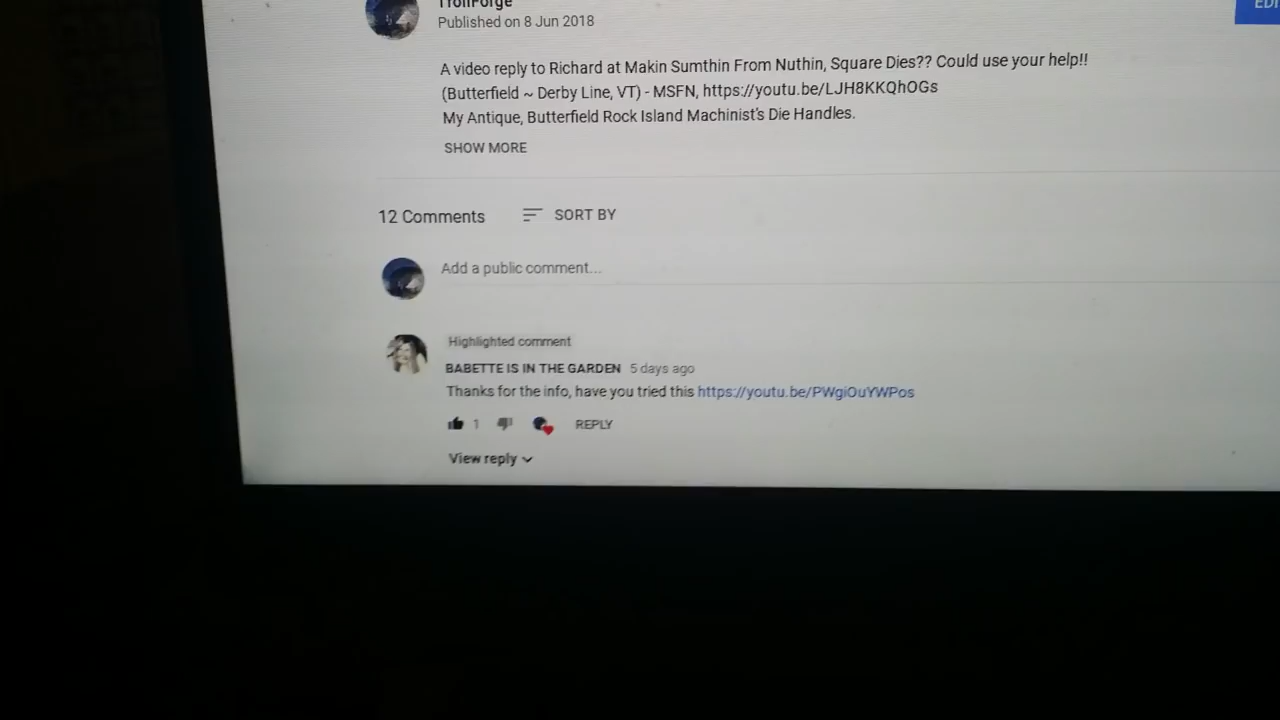 TrollForge
Published on 8 Jun 2018
EDI
A video reply to Richard at Makin Sumthin From Nuthin, Square Dies?? Could use your help!!
(Butterfield ~ Derby Line, VT) - MSFN, https://youtu.be/LJH8KKQhOGs
My Antique, Butterfield Rock Island Machinist's Die Handles.
SHOW MORE
12 Comments SORT BY
Add a public comment...
Highlighted comment
BABETTE IS IN THE GARDEN 5 days ago
Thanks for the info, have you tried this https://youtu.be/PWgiOuYWPos
1 REPLY
View reply